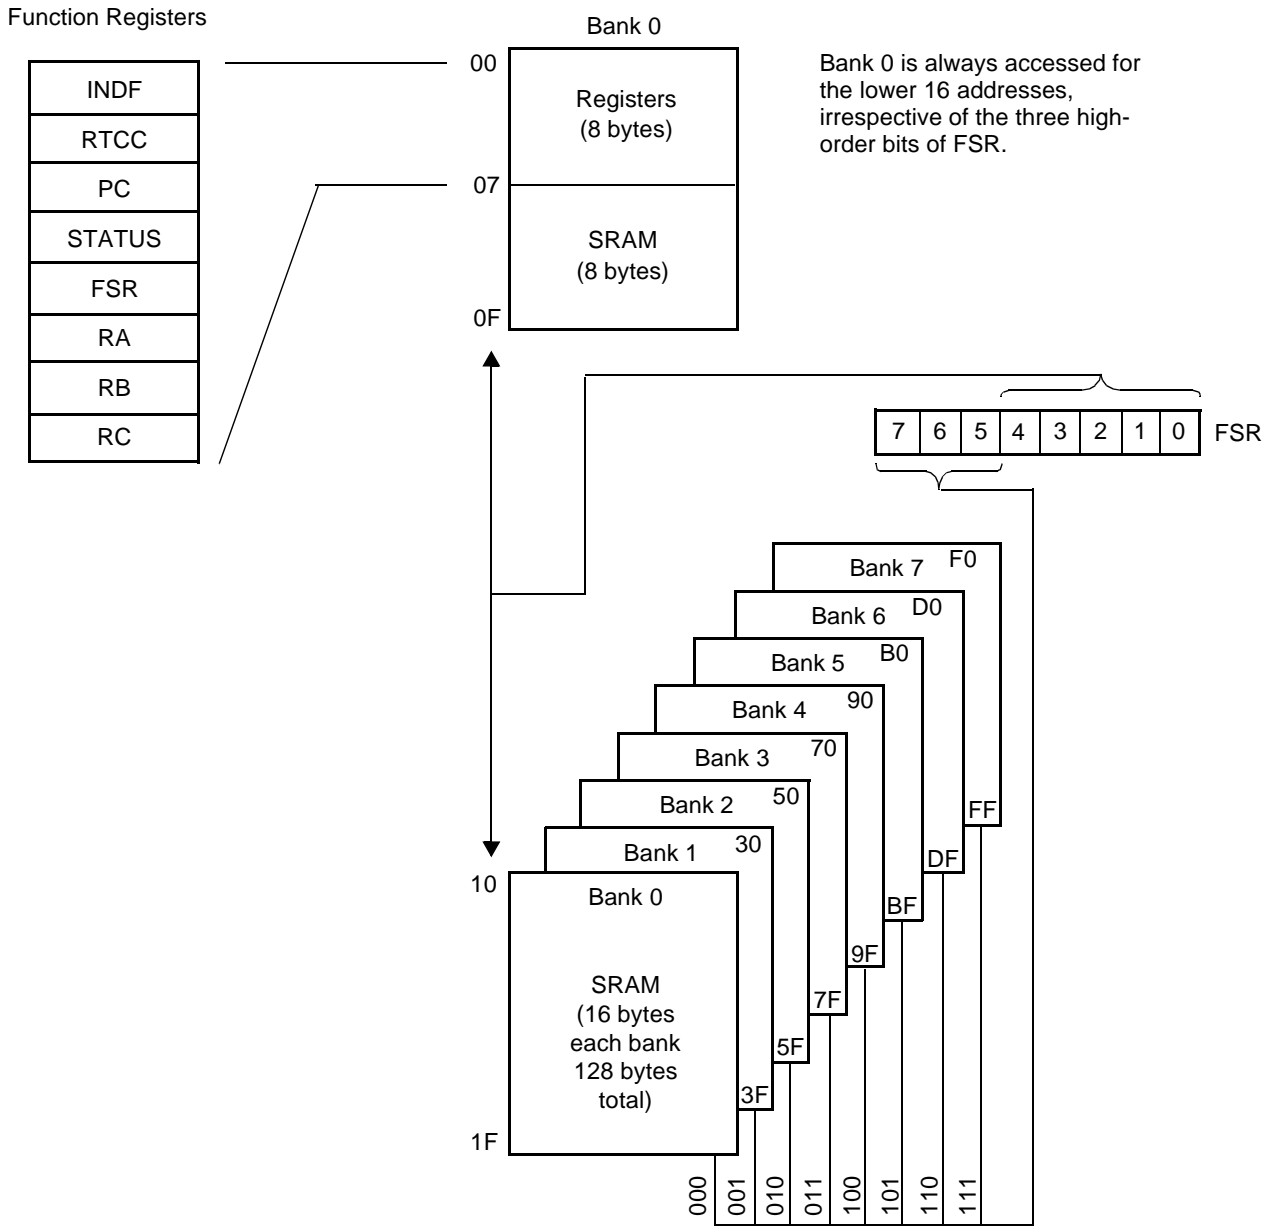 Function Registers
INDF
RTCC
PC
STATUS
FSR
RA
RB
RC
Bank 0
00
Registers
(8 bytes)
07
SRAM
(8 bytes)
0F
Bank 0 is always accessed for
the lower 16 addresses,
irrespective of the three high-
order bits of FSR.
7 6 5 4 3 2 1 0 FSR
Bank 7 F0
Bank 6 D0
Bank 5 B0
Bank 4 90
Bank 3 70
Bank 2 50
Bank 1 30
10
Bank 0
SRAM
(16 bytes
each bank
128 bytes
total)
1F
3F
5F
7F
9F
BF
DF
FF
000
001
010
011
100
101
110
111